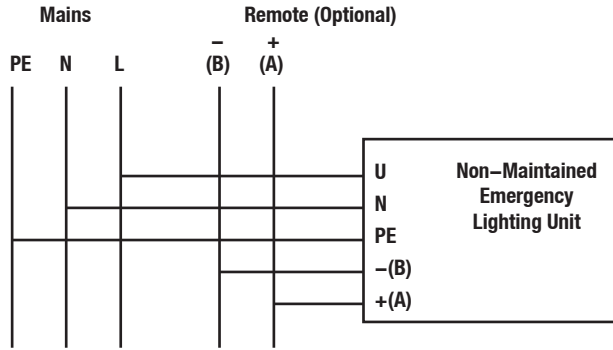 Mains
Remote (Optional)
– +
PE N L (B) (A)
U
N
PE
–(B)
+(A)
Non–Maintained
Emergency
Lighting Unit